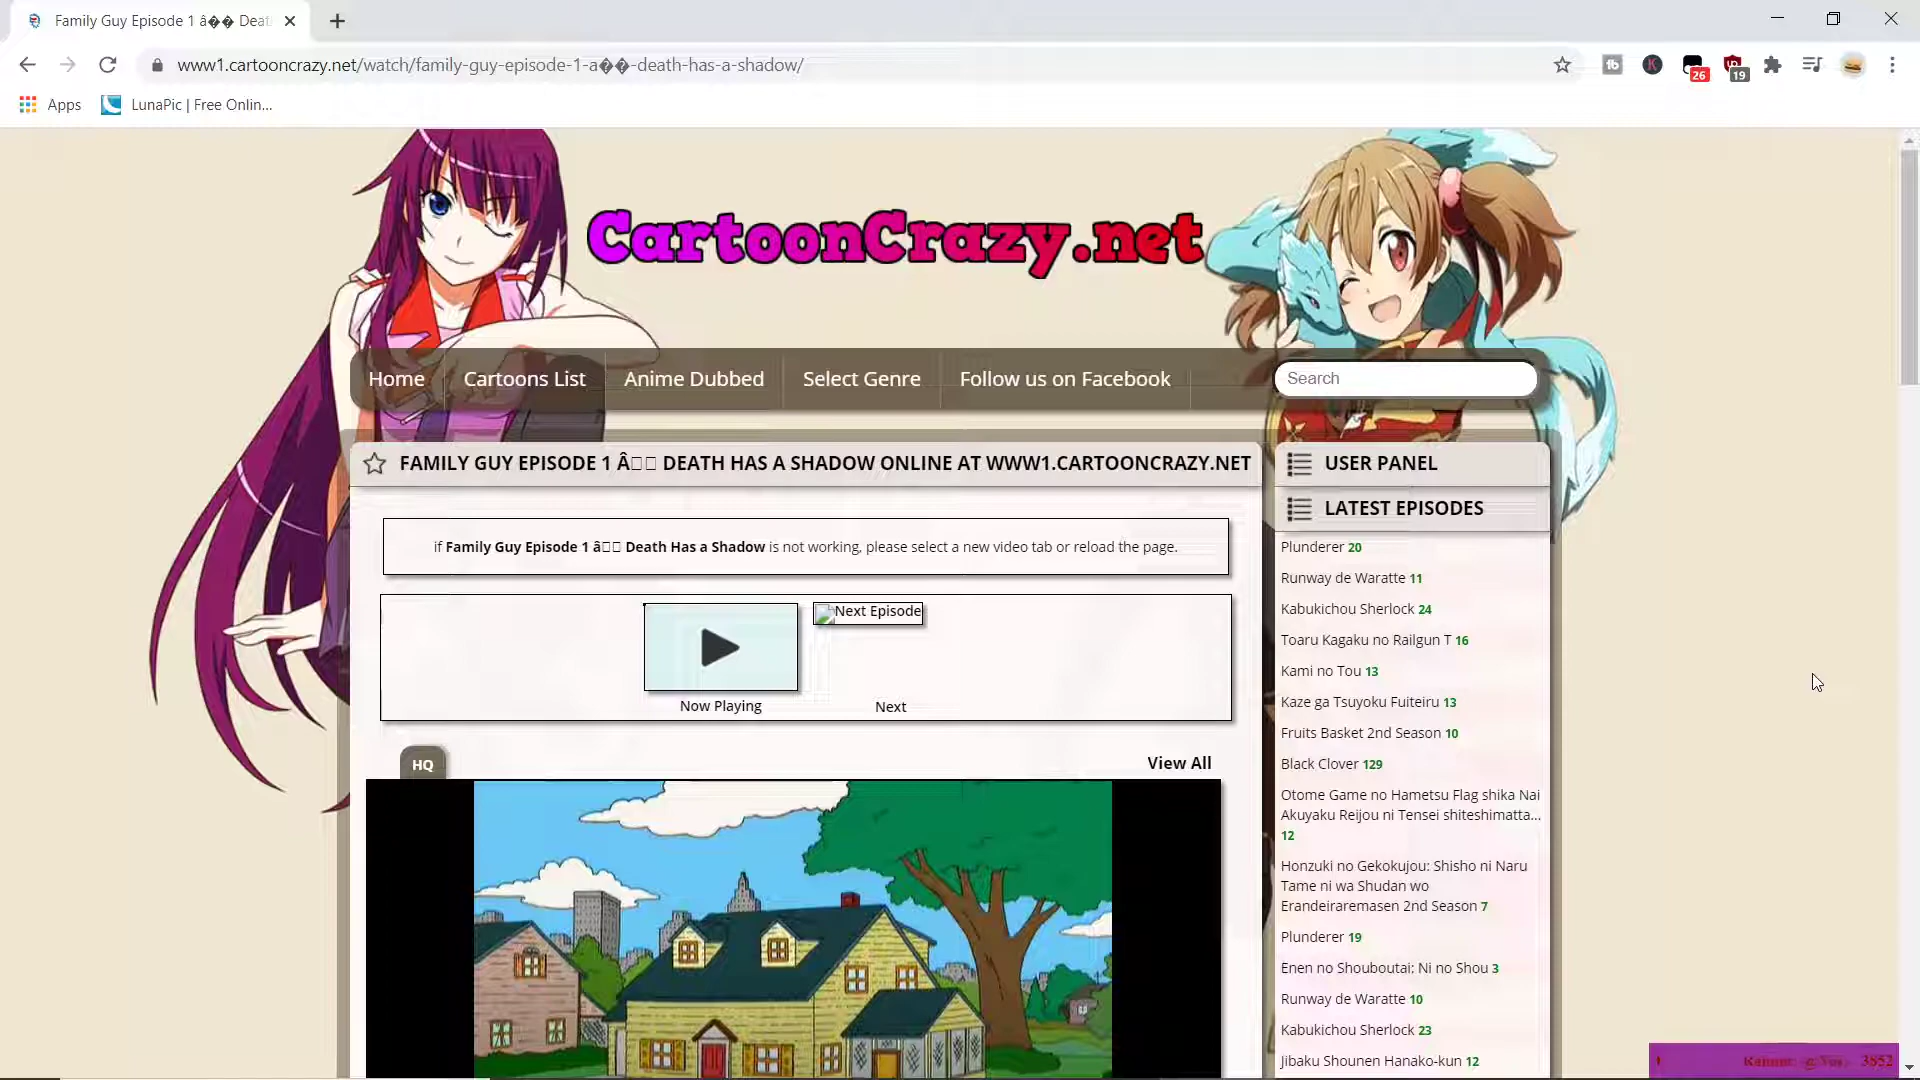 Family Guy Episode 1 â�� Deat
www1.cartooncrazy.net/watch/family-guy-episode-1-a��-death-has-a-shadow/
26
19
Apps
LunaPic | Free Onlin...
CartoonCrazy.net
Home
Cartoons List
Anime Dubbed
Select Genre
Follow us on Facebook
Search
FAMILY GUY EPISODE 1 Â□□ DEATH HAS A SHADOW ONLINE AT WWW1.CARTOONCRAZY.NET
if Family Guy Episode 1 â□□ Death Has a Shadow is not working, please select a new video tab or reload the page.
Next Episode
Now Playing
Next
HQ
View All
USER PANEL
LATEST EPISODES
Plunderer 20
Runway de Waratte 11
Kabukichou Sherlock 24
Toaru Kagaku no Railgun T 16
Kami no Tou 13
Kaze ga Tsuyoku Fuiteiru 13
Fruits Basket 2nd Season 10
Black Clover 129
Otome Game no Hametsu Flag shika Nai
Akuyaku Reijou ni Tensei shiteshimatta...
12
Honzuki no Gekokujou: Shisho ni Naru
Tame ni wa Shudan wo
Erandeiraremasen 2nd Season 7
Plunderer 19
Enen no Shouboutai: Ni no Shou 3
Runway de Waratte 10
Kabukichou Sherlock 23
Jibaku Shounen Hanako-kun 12
3852